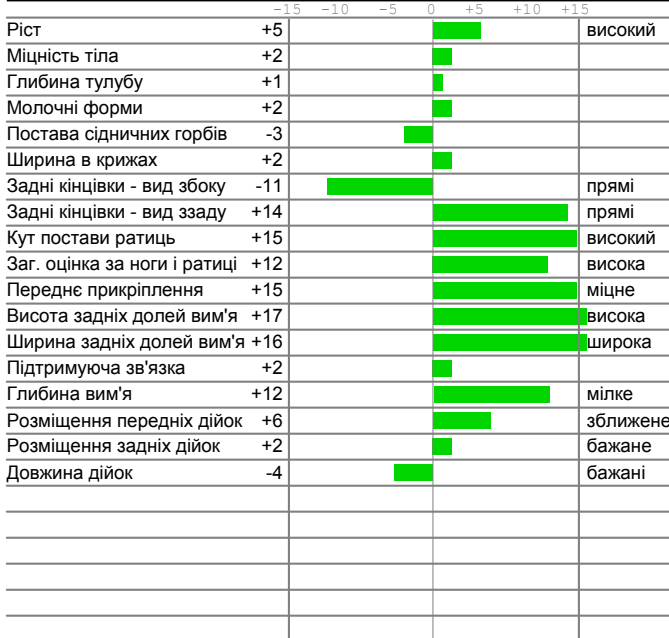 -15 -10 -5 0 +5 +10 +15
Ріст +5 високий
Міцність тіла +2
Глибина тулубу +1
Молочні форми +2
Постава сідничних горбів -3
Ширина в крижах +2
Задні кінцівки - вид збоку -11 прямі
Задні кінцівки - вид ззаду +14 прямі
Кут постави ратиць +15 високий
Заг. оцінка за ноги і ратиці +12 висока
Переднє прикріплення +15 міцне
Висота задніх долей вим'я +17 висока
Ширина задніх долей вим'я +16 широка
Підтримуюча зв'язка +2
Глибина вим'я +12 мілке
Розміщення передніх дійок +6 зближене
Розміщення задніх дійок +2 бажане
Довжина дійок -4 бажані